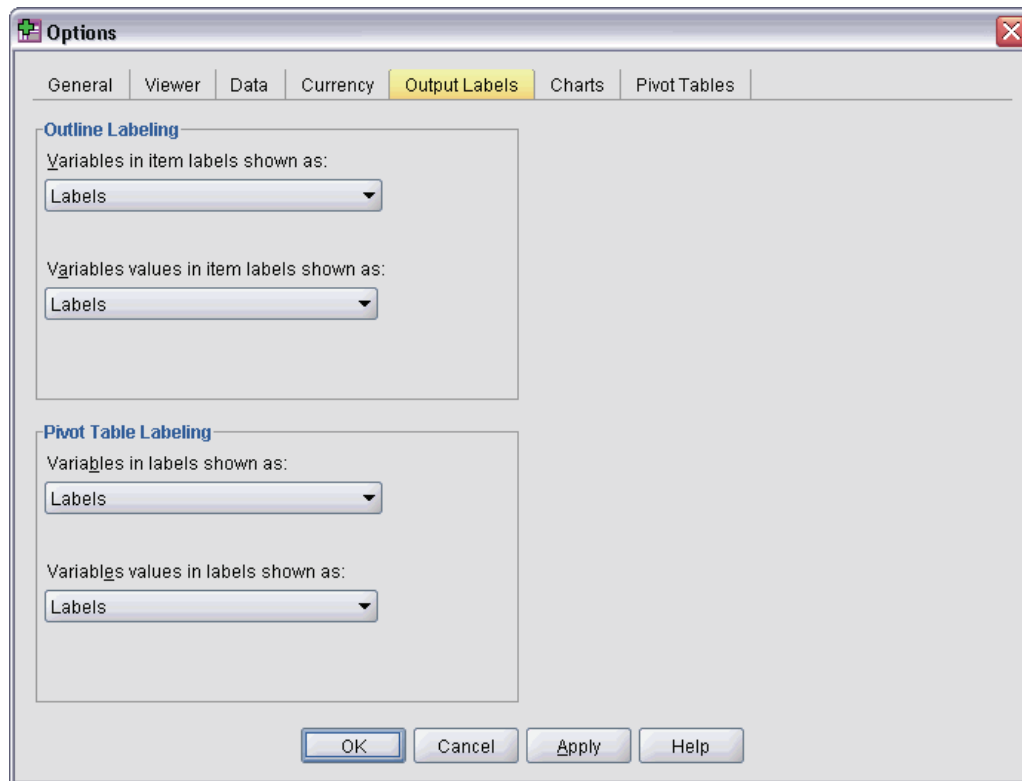 Options
General Viewer Data Currency Output Labels Charts Pivot Tables
Outline Labeling
Variables in item labels shown as:
Labels
Variables values in item labels shown as:
Labels
Pivot Table Labeling
Variables in labels shown as:
Labels
Variables values in labels shown as:
Labels
OK Cancel Apply Help